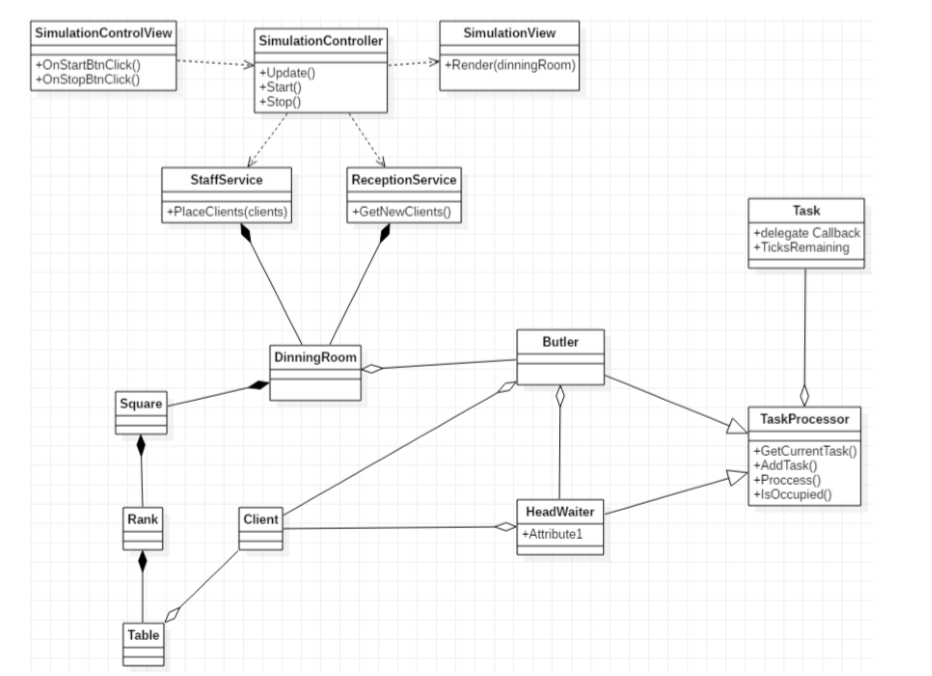 SimulationControlView
+OnStartBtnClick()
+OnStopBtnClick()
SimulationController
+Update()
+Start()
+Stop()
SimulationView
+Render(dinningRoom)
StaffService
+PlaceClients(clients)
ReceptionService
+GetNewClients()
Task
+delegate Callback
+TicksRemaining
DinningRoom
Butler
Square
TaskProcessor
+GetCurrentTask()
+AddTask()
+Proccess()
+IsOccupied()
Rank
Client
HeadWaiter
+Attribute1
Table